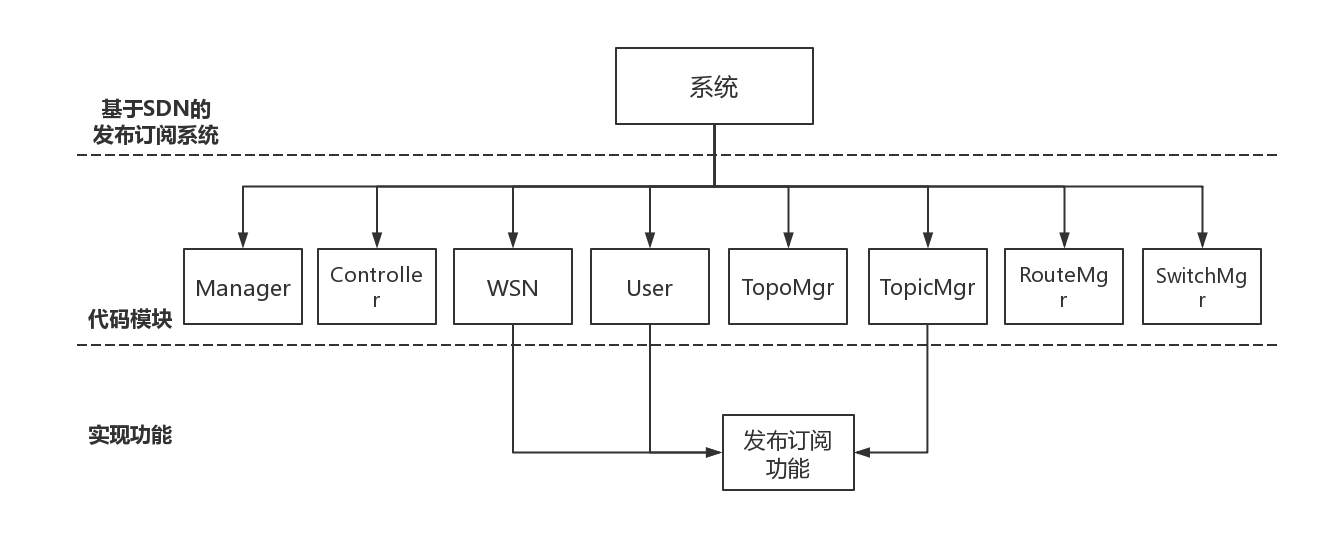 系统
基于SDN的
发布订阅系统
Manager
Controlle
r
WSN
User
TopoMgr
TopicMgr
RouteMg
r
SwitchMg
r
代码模块
实现功能
发布订阅
功能